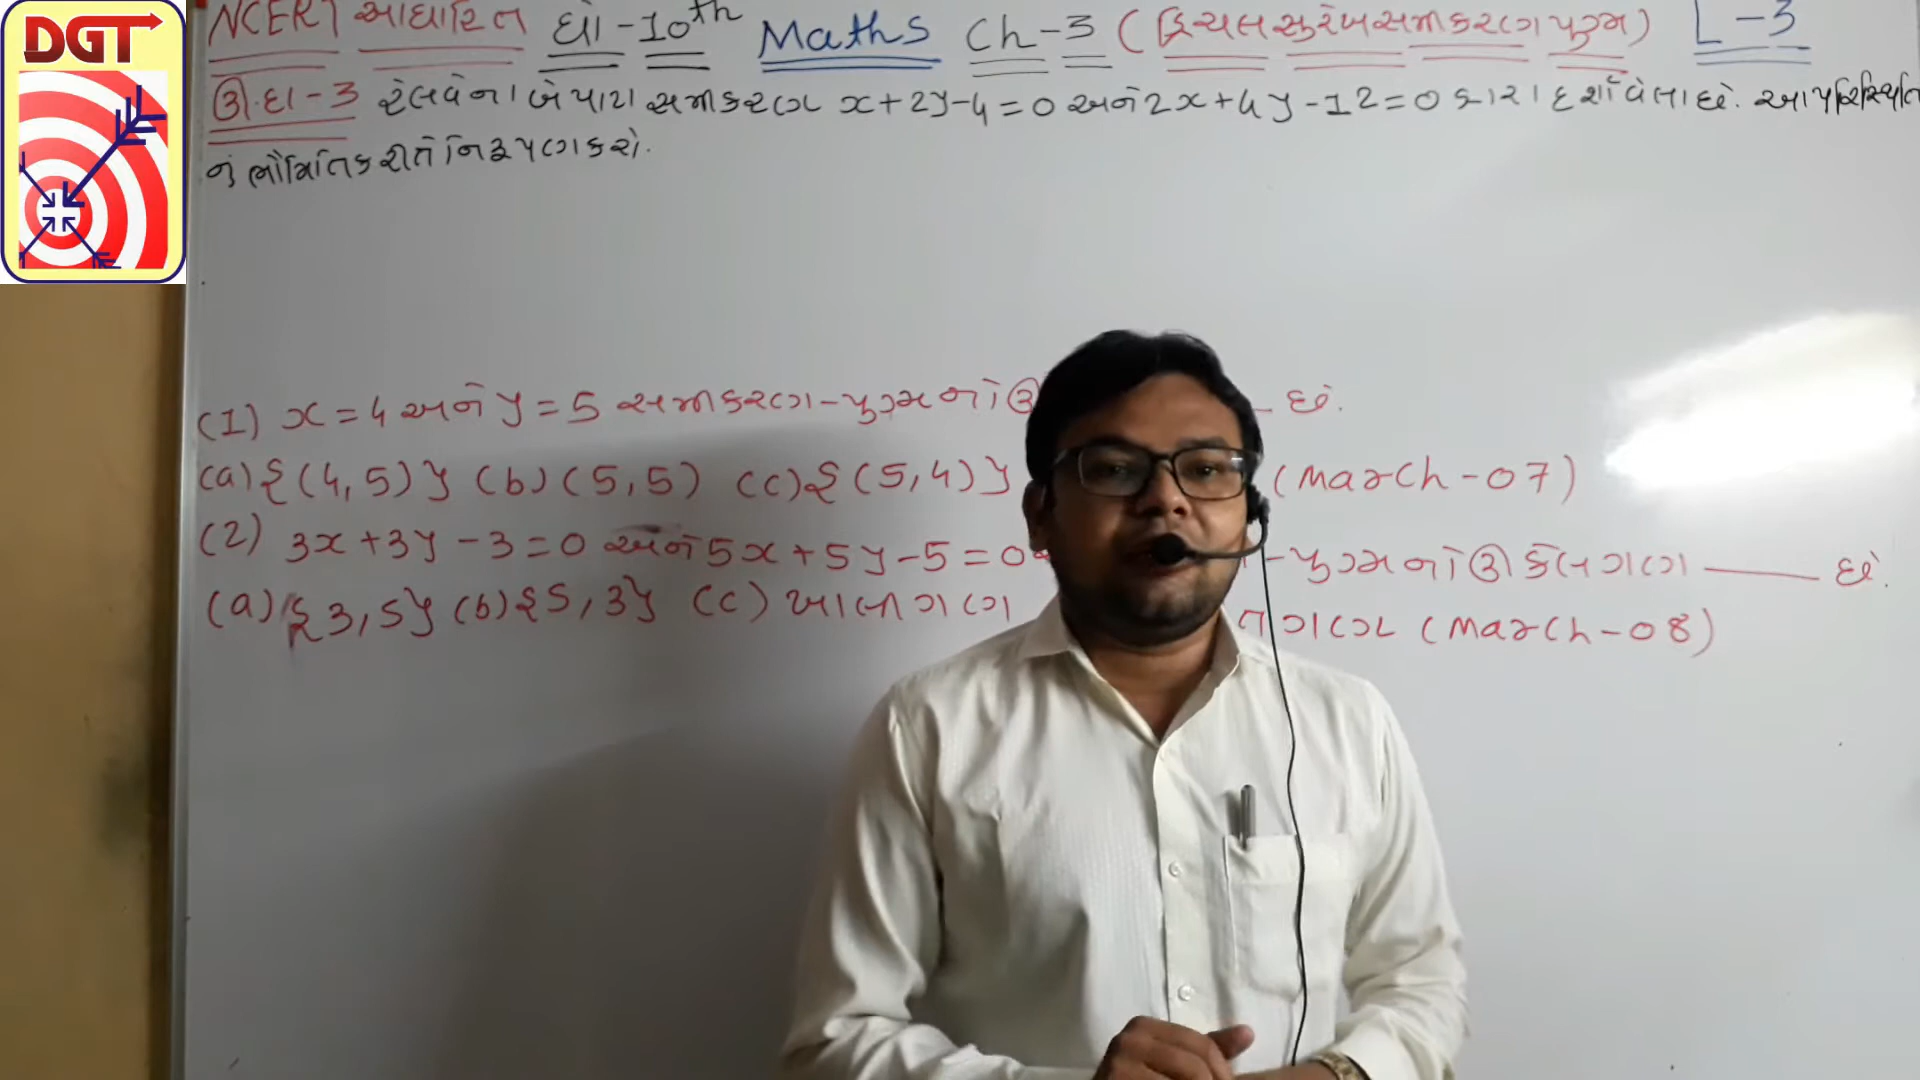 DGT
NCERT આધારિત ધો-10th Maths Ch-3 (દ્વિચલ સુરેખ સમીકરણ યુગ્મ) L-3
ઉ.દા-3 રેલવેના બે પાટા સમીકરણ x+2y-4=0 અને 2x+4y-12=0 દ્વારા દર્શાવેલા છે. આ પરિસ્થિતિ
નું ભૌમિતિક રીતે નિરૂપણ કરો.
(1) x=4 અને y=5 સમીકરણ-યુગ્મનો ઉ છે.
(a) {(4,5)} (b) (5,5) (c) {(5,4)} (March-07)
(2) 3x+3y-3=0 અને 5x+5y-5=0 -યુગ્મનો ઉકેલગણ ——— છે.
(a) {3,5} (b) {5,3} (c) ખાલીગણ ગણ (March-08)